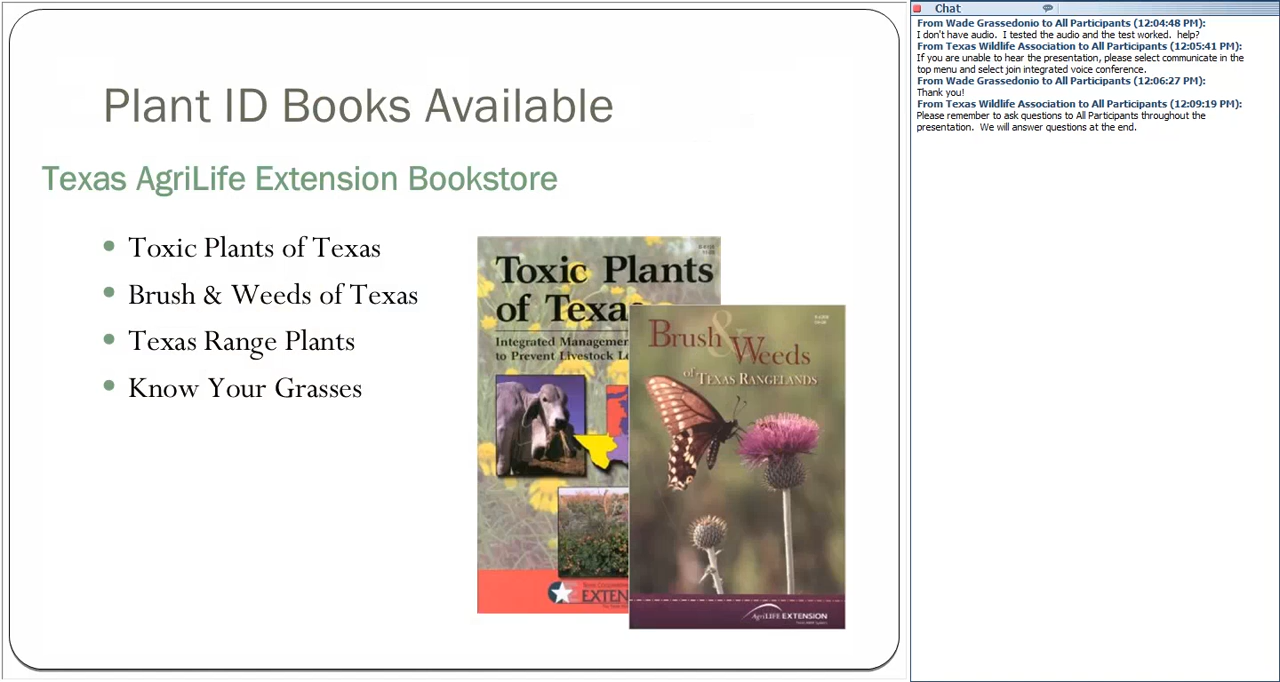 Plant ID Books Available
Texas AgriLife Extension Bookstore
Toxic Plants of Texas
Brush & Weeds of Texas
Texas Range Plants
Know Your Grasses
Toxic Plants
of Texas
Integrated Managemen
to Prevent Livestock L
EXTEN
Brush & Weeds
of TEXAS RANGELANDS
AgriLIFE EXTENSION
Chat
From Wade Grassedonio to All Participants (12:04:48 PM):
I don't have audio.  I tested the audio and the test worked.  help?
From Texas Wildlife Association to All Participants (12:05:41 PM):
If you are unable to hear the presentation, please select communicate in the
top menu and select join integrated voice conference.
From Wade Grassedonio to All Participants (12:06:27 PM):
Thank you!
From Texas Wildlife Association to All Participants (12:09:19 PM):
Please remember to ask questions to All Participants throughout the
presentation.  We will answer questions at the end.